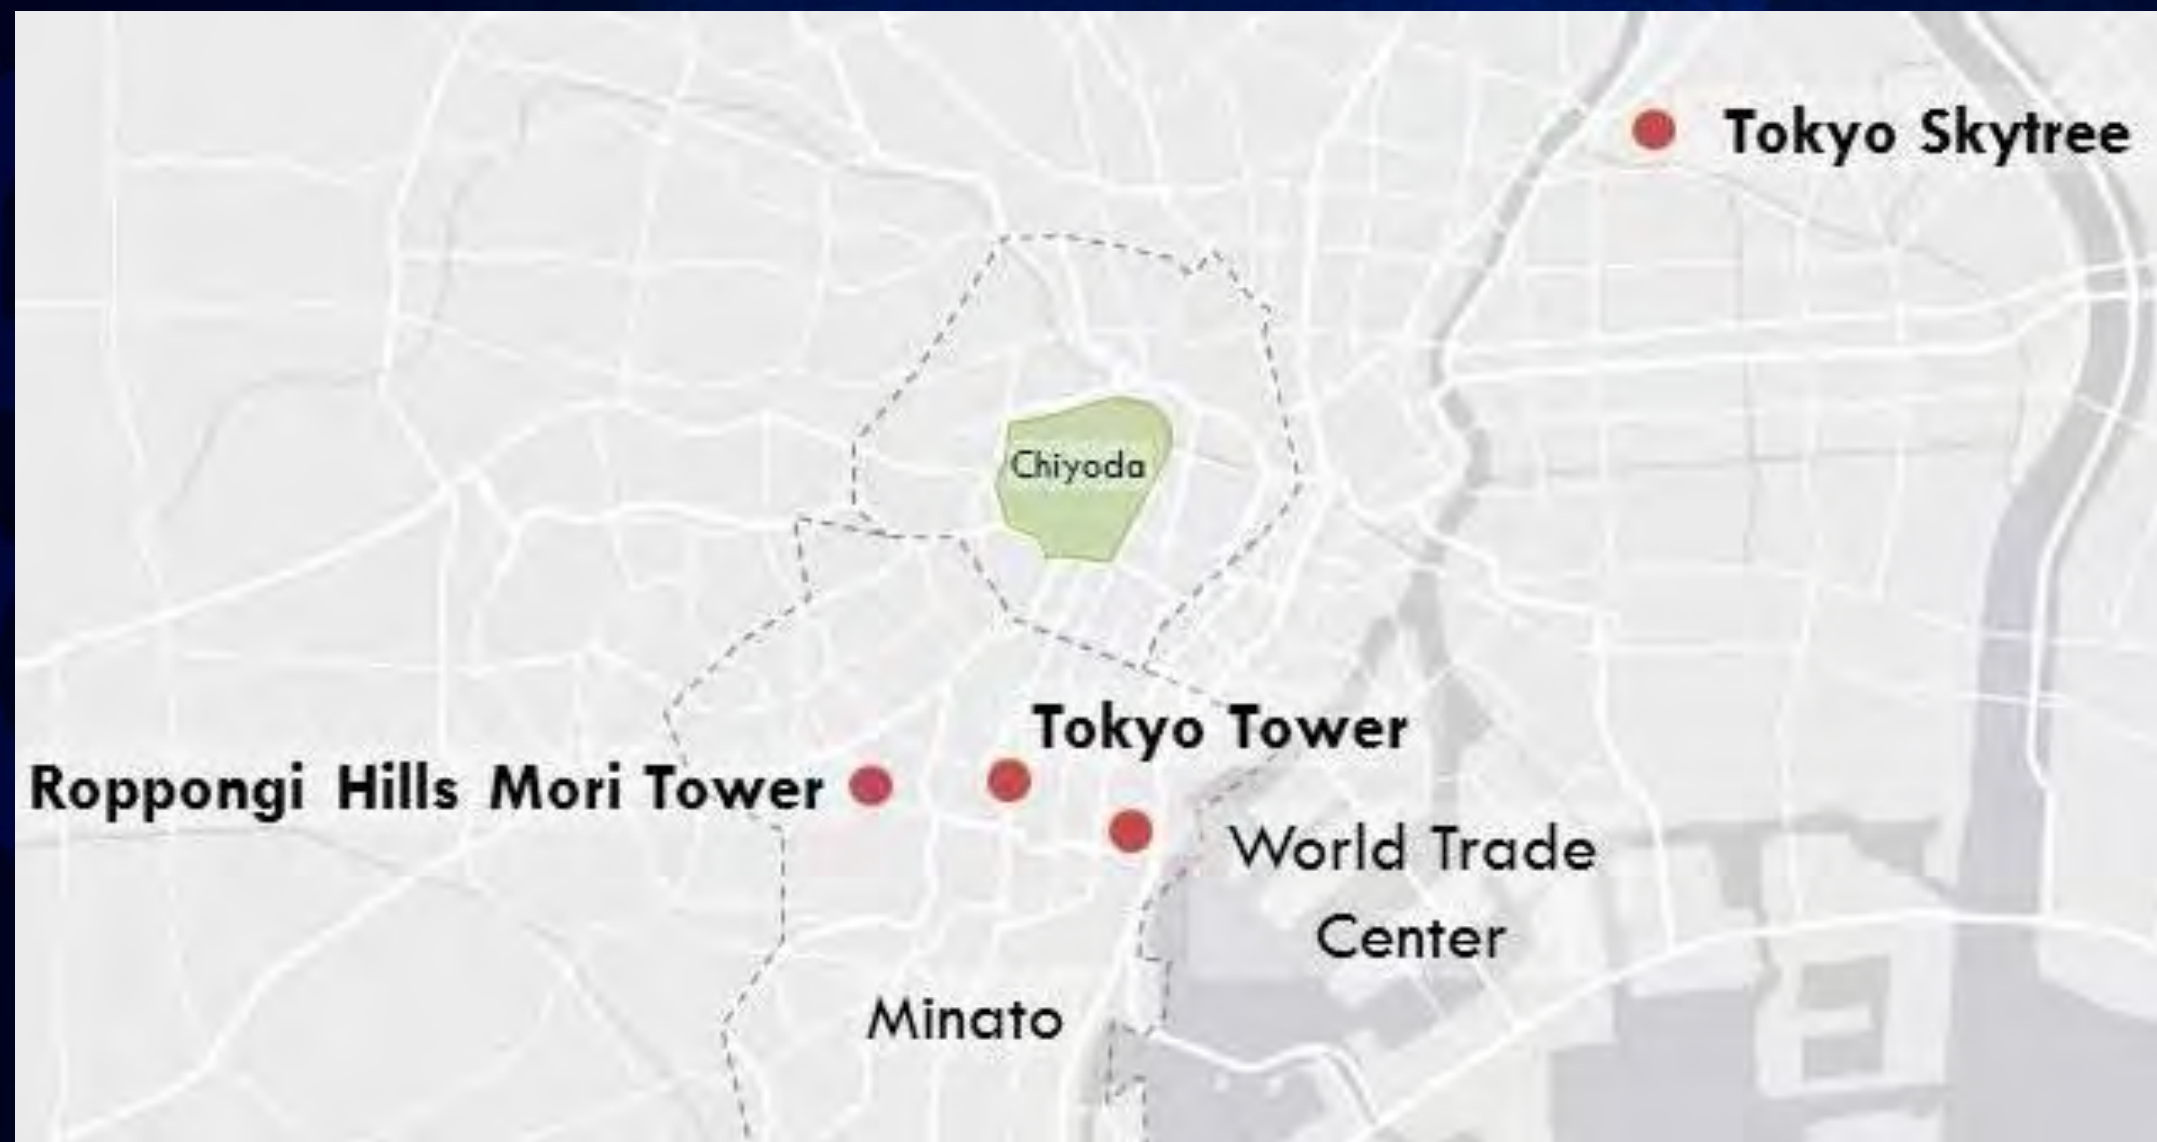 Tokyo Skytree
Chiyoda
Tokyo Tower
Roppongi Hills Mori Tower
World Trade
Center
Minato